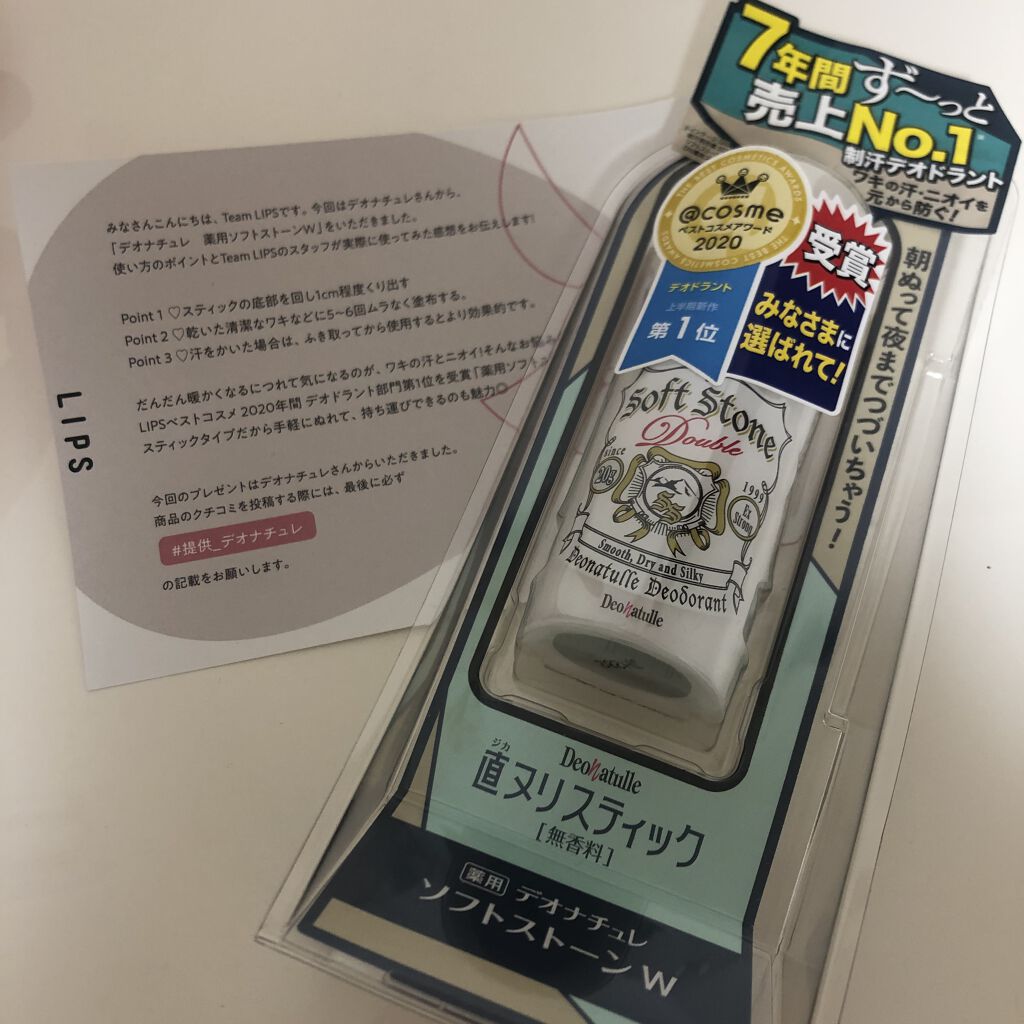 みなさんこんにちは、Team LIPSです。今回はデオナチュレさんから、
「デオナチュレ 薬用ソフトストーンW」をいただきました。
使い方のポイントとTeam LIPSのスタッフが実際に使ってみた感想をお伝えします!
Point 1 ♡スティックの底部を回し1cm程度くり出す
Point 2 ♡乾いた清潔なワキなどに5~6回ムラなく塗布する。
Point 3 ♡汗をかいた場合は、ふき取ってから使用するとより効果的です。
だんだん暖かくなるにつれて気になるのが、ワキの汗とニオイ!そんなお悩み
LIPSベストコスメ 2020年間 デオドラント部門第1位を受賞「薬用ソフト
スティックタイプだから手軽にぬれて、持ち運びできるのも魅力◎
今回のプレゼントはデオナチュレさんからいただきました。
商品のクチコミを投稿する際には、最後に必ず
#提供_デオナチュレ
の記載をお願いします。
LIPS
7年間ず〜っと
売上No.1
制汗デオドラント
ワキの汗・ニオイを
元から防ぐ!
THE BEST COSMETICS AWARDS
@cosme
ベストコスメアワード
2020
デオドラント
上半期新作
第1位
受賞
みなさまに
選ばれて!
朝ぬって夜までつづいちゃう!
Soft Stone
Double
since
1999
20g
Ex
Strong
SS
Smooth, Dry and Silky
Deonatulle Deodorant
Deonatulle
Deonatulle
ジカ
直ヌリスティック
[無香料]
薬用 デオナチュレ
ソフトストーンW